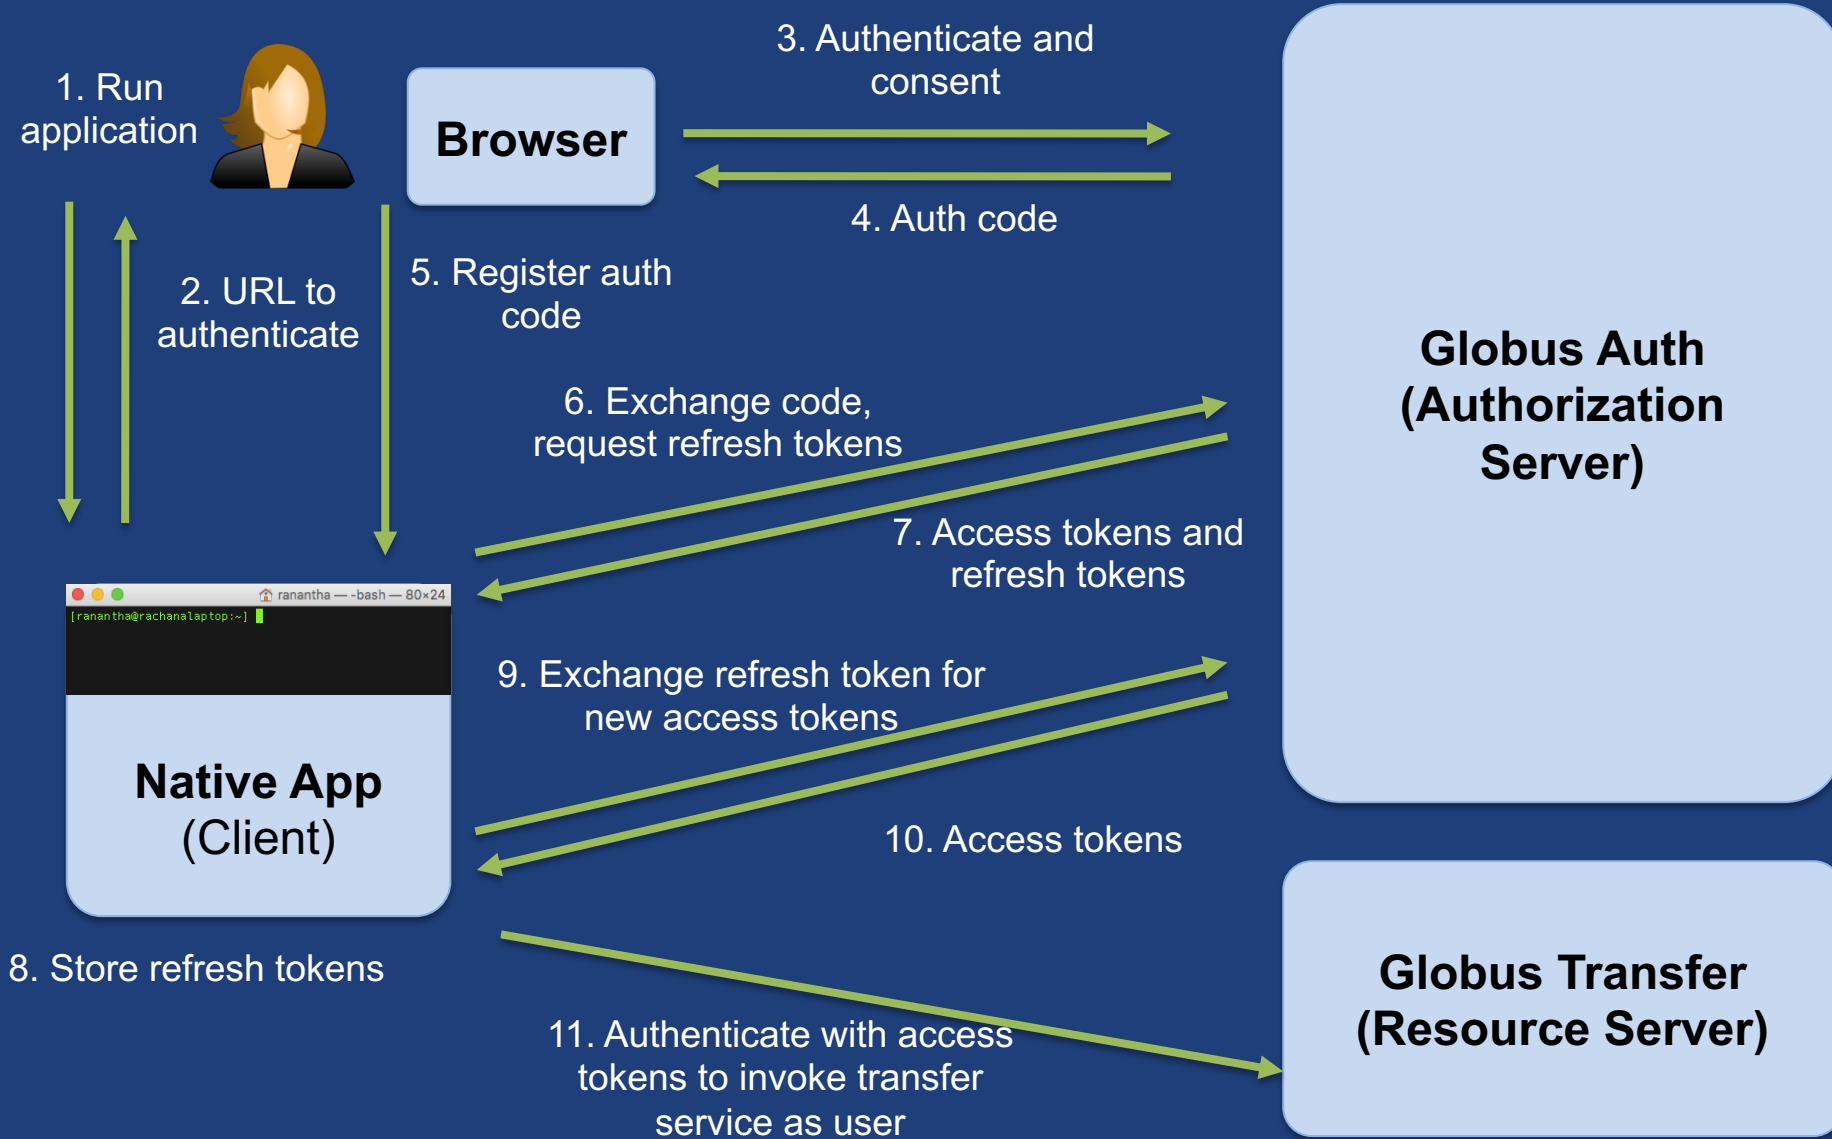 1. Run
application
Browser
3. Authenticate and
consent
4. Auth code
2. URL to
authenticate
5. Register auth
code
Globus Auth
(Authorization
Server)
6. Exchange code,
request refresh tokens
7. Access tokens and
refresh tokens
ranantha — -bash — 80×24
[ranantha@rachanalaptop:~]
9. Exchange refresh token for
new access tokens
Native App
(Client)
10. Access tokens
8. Store refresh tokens
Globus Transfer
(Resource Server)
11. Authenticate with access
tokens to invoke transfer
service as user